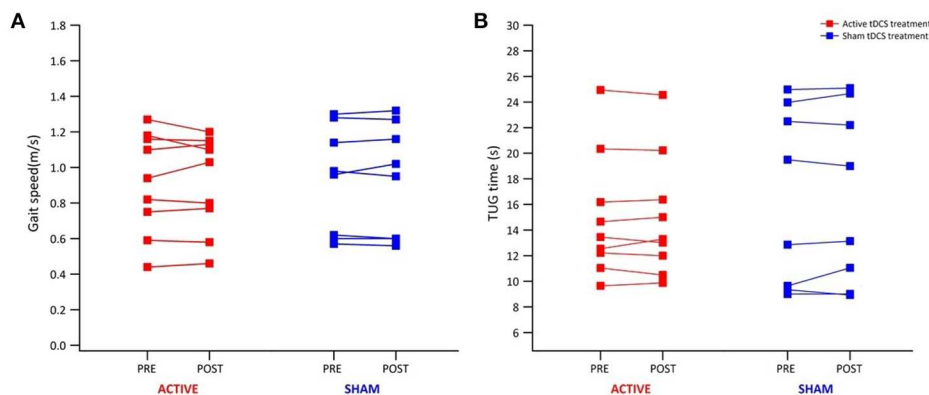 A
Gait speed(m/s)
1.8
1.6
1.4
1.2
1.0
0.8
0.6
0.4
0.2
0.0
PRE POST PRE POST
ACTIVE SHAM
B
Active tDCS treatment
Sham tDCS treatment
TUG time (s)
30
28
26
24
22
20
18
16
14
12
10
8
6
PRE POST PRE POST
ACTIVE SHAM